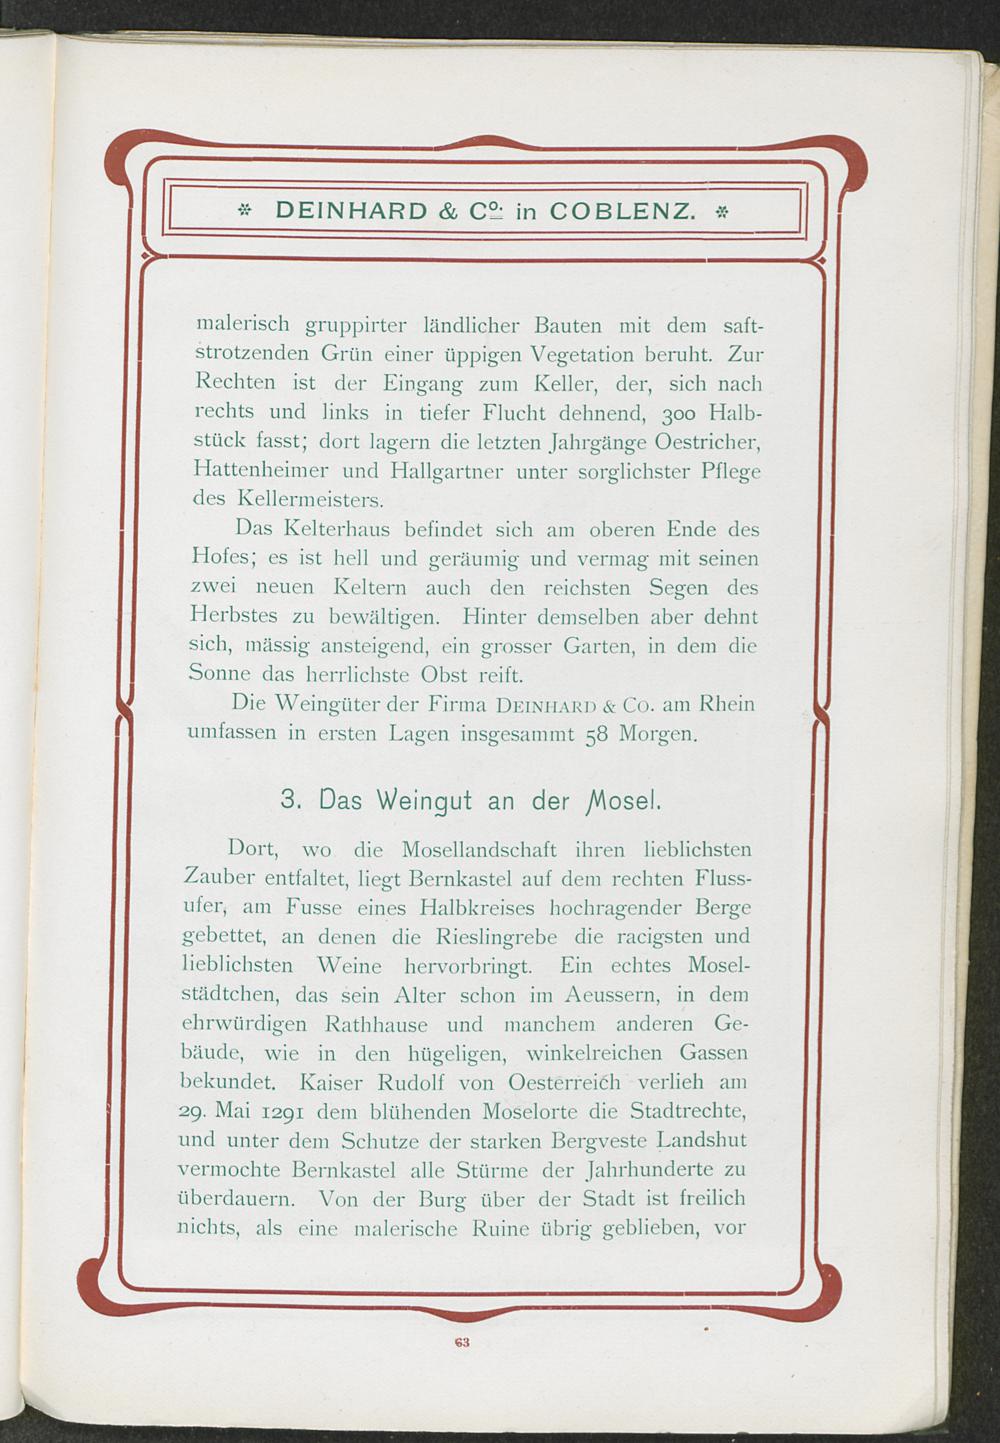 * DEINHARD & Co. in COBLENZ. *
malerisch gruppirter ländlicher Bauten mit dem saft-
strotzenden Grün einer üppigen Vegetation beruht. Zur
Rechten ist der Eingang zum Keller, der, sich nach
rechts und links in tiefer Flucht dehnend, 300 Halb-
stück fasst; dort lagern die letzten Jahrgänge Oestricher,
Hattenheimer und Hallgartner unter sorglichster Pflege
des Kellermeisters.
Das Kelterhaus befindet sich am oberen Ende des
Hofes; es ist hell und geräumig und vermag mit seinen
zwei neuen Keltern auch den reichsten Segen des
Herbstes zu bewältigen. Hinter demselben aber dehnt
sich, mässig ansteigend, ein grosser Garten, in dem die
Sonne das herrlichste Obst reift.
Die Weingüter der Firma DEINHARD & CO. am Rhein
umfassen in ersten Lagen insgesammt 58 Morgen.
3. Das Weingut an der Mosel.
Dort, wo die Mosellandschaft ihren lieblichsten
Zauber entfaltet, liegt Bernkastel auf dem rechten Fluss-
ufer, am Fusse eines Halbkreises hochragender Berge
gebettet, an denen die Rieslingrebe die racigsten und
lieblichsten Weine hervorbringt. Ein echtes Mosel-
städtchen, das sein Alter schon im Aeussern, in dem
ehrwürdigen Rathhause und manchem anderen Ge-
bäude, wie in den hügeligen, winkelreichen Gassen
bekundet. Kaiser Rudolf von Oesterreich verlieh am
29. Mai 1291 dem blühenden Moselorte die Stadtrechte,
und unter dem Schutze der starken Bergveste Landshut
vermochte Bernkastel alle Stürme der Jahrhunderte zu
überdauern. Von der Burg über der Stadt ist freilich
nichts, als eine malerische Ruine übrig geblieben, vor
63